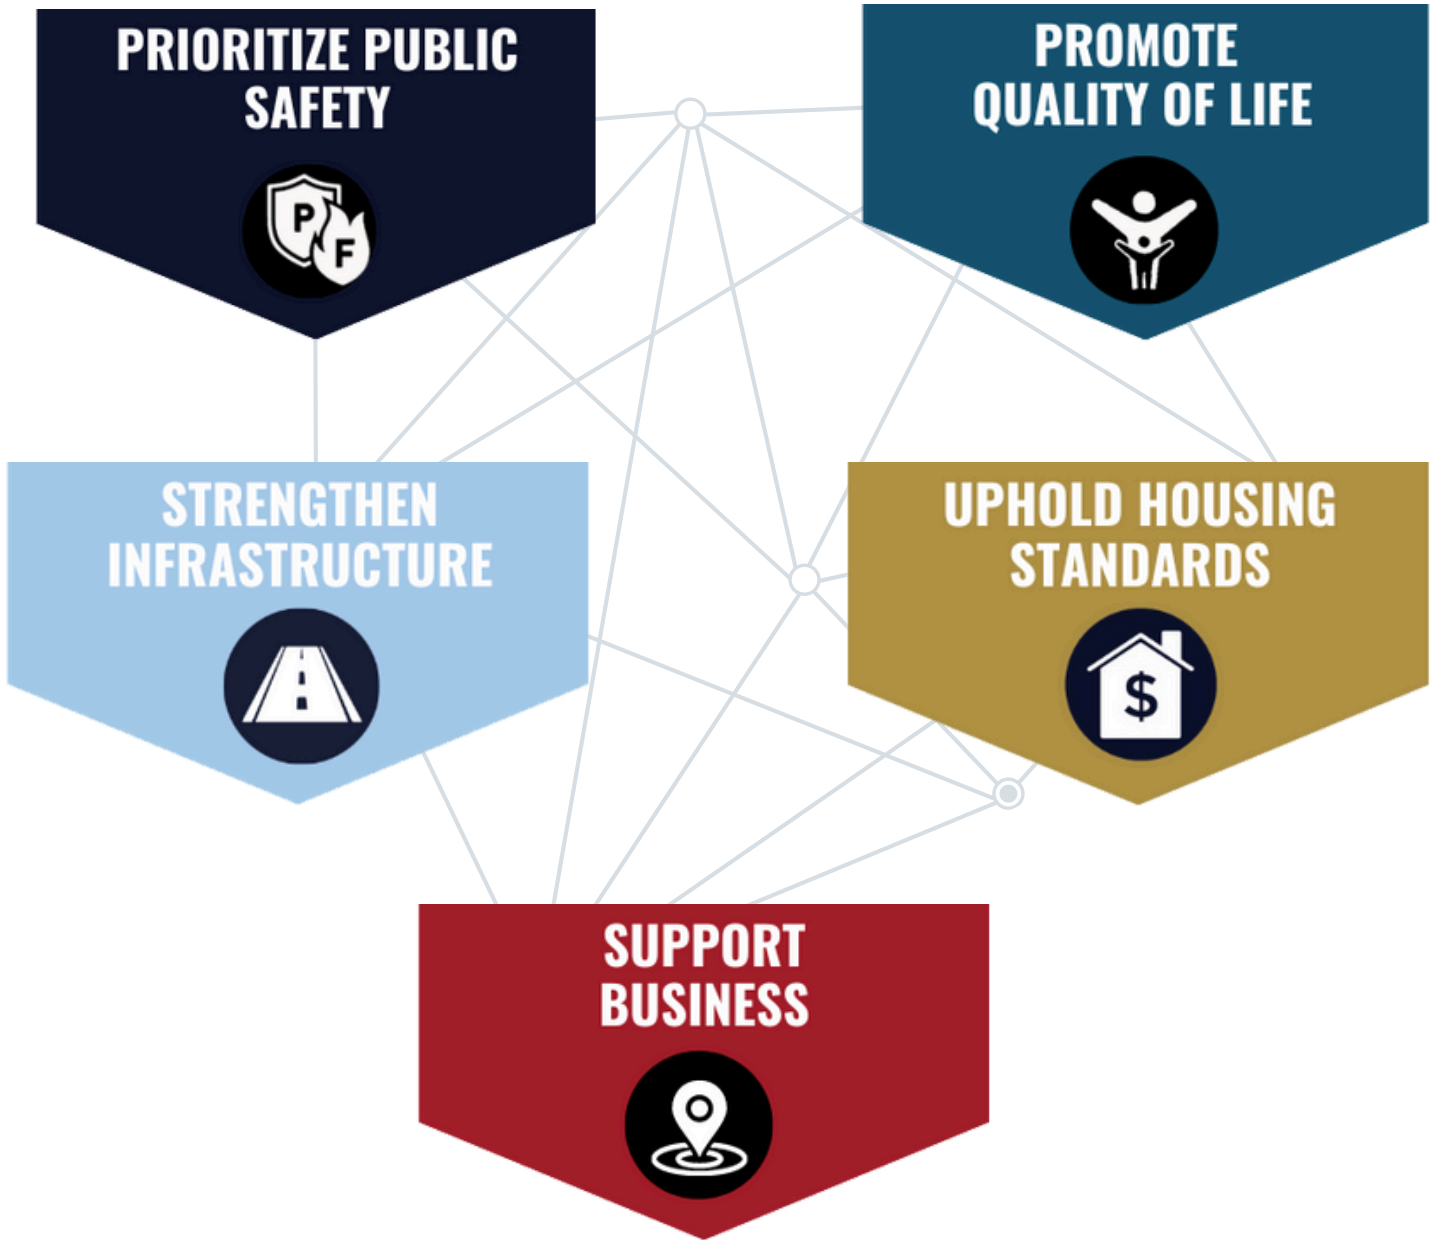 PRIORITIZE PUBLIC
SAFETY
P
F
PROMOTE
QUALITY OF LIFE
STRENGTHEN
INFRASTRUCTURE
UPHOLD HOUSING
STANDARDS
$
SUPPORT
BUSINESS